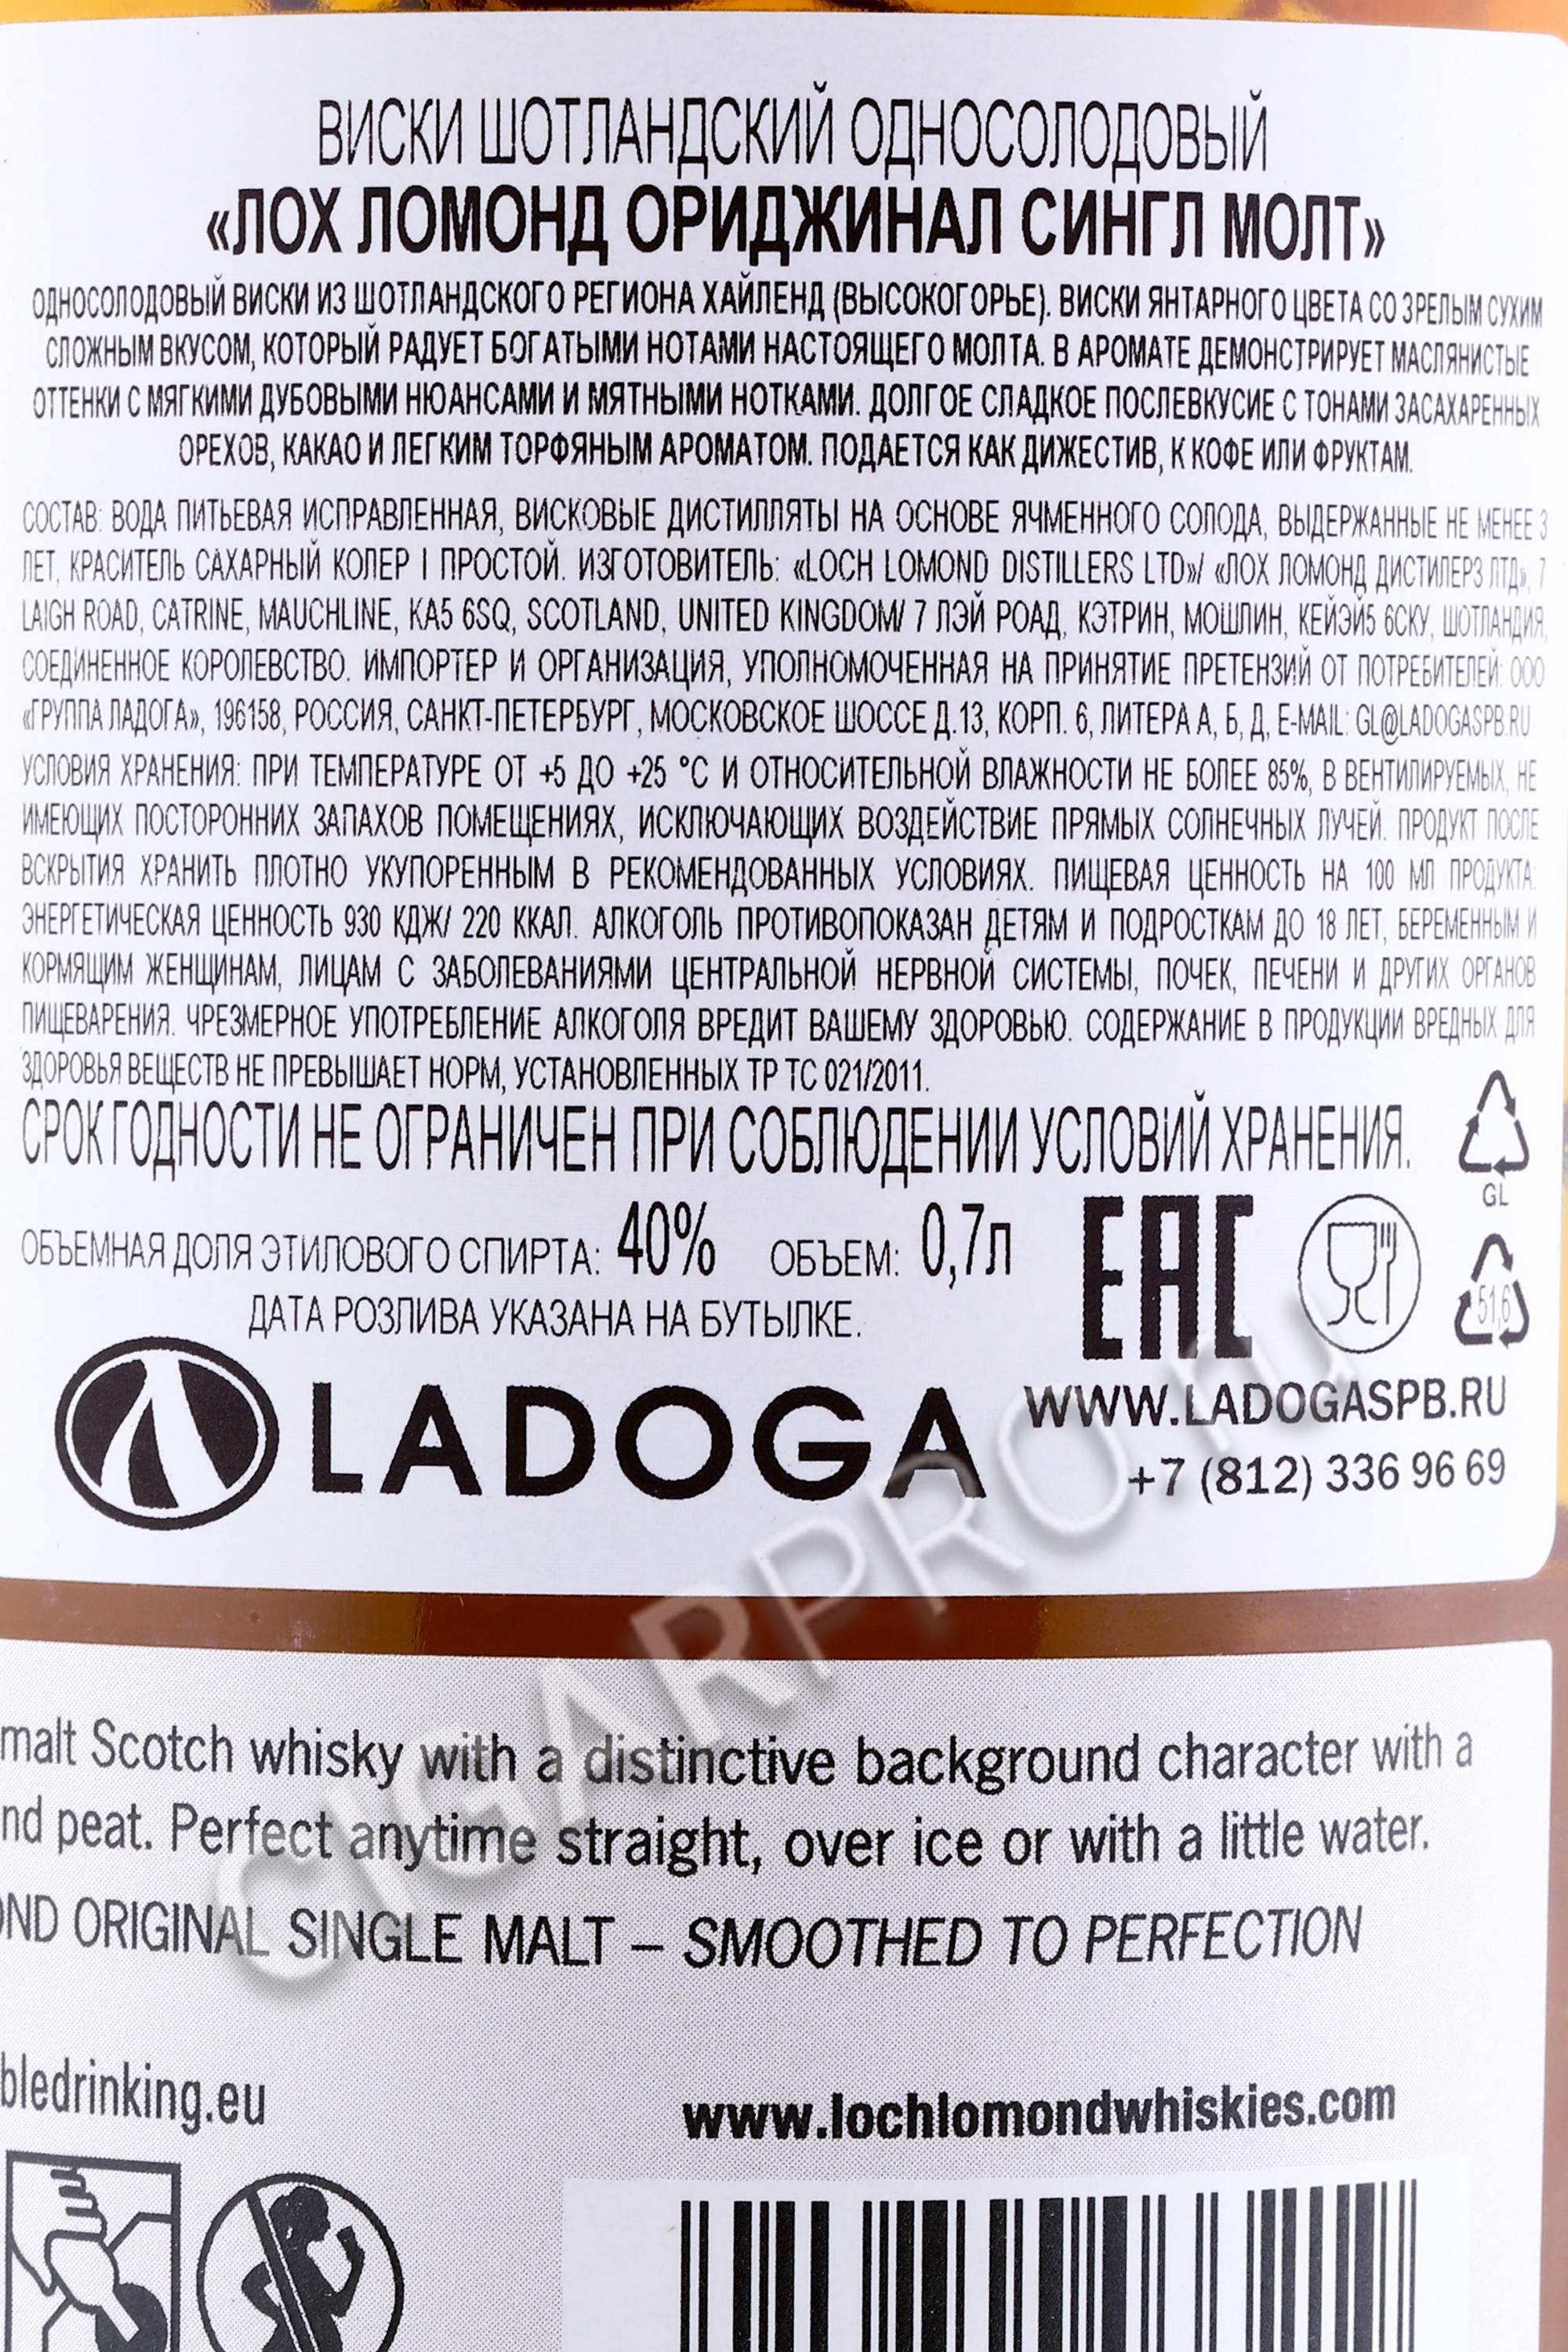 ВИСКИ ШОТЛАНДСКИЙ ОДНОСОЛОДОВЫЙ
«ЛОХ ЛОМОНД ОРИДЖИНАЛ СИНГЛ МОЛТ»
ОДНОСОЛОДОВЫЙ ВИСКИ ИЗ ШОТЛАНДСКОГО РЕГИОНА ХАЙЛЕНД (ВЫСОКОГОРЬЕ). ВИСКИ ЯНТАРНОГО ЦВЕТА СО ЗРЕЛЫМ СУХИМ
СЛОЖНЫМ ВКУСОМ, КОТОРЫЙ РАДУЕТ БОГАТЫМИ НОТАМИ НАСТОЯЩЕГО МОЛТА. В АРОМАТЕ ДЕМОНСТРИРУЕТ МАСЛЯНИСТЫЕ
ОТТЕНКИ С МЯГКИМИ ДУБОВЫМИ НЮАНСАМИ И МЯТНЫМИ НОТКАМИ. ДОЛГОЕ СЛАДКОЕ ПОСЛЕВКУСИЕ С ТОНАМИ ЗАСАХАРЕННЫХ
ОРЕХОВ, КАКАО И ЛЕГКИМ ТОРФЯНЫМ АРОМАТОМ. ПОДАЕТСЯ КАК ДИЖЕСТИВ, К КОФЕ ИЛИ ФРУКТАМ.
СОСТАВ: ВОДА ПИТЬЕВАЯ ИСПРАВЛЕННАЯ, ВИСКОВЫЕ ДИСТИЛЛЯТЫ НА ОСНОВЕ ЯЧМЕННОГО СОЛОДА, ВЫДЕРЖАННЫЕ НЕ МЕНЕЕ 3
ЛЕТ, КРАСИТЕЛЬ САХАРНЫЙ КОЛЕР I ПРОСТОЙ. ИЗГОТОВИТЕЛЬ: «LOCH LOMOND DISTILLERS LTD»/ «ЛОХ ЛОМОНД ДИСТИЛЕРЗ ЛТД», 7
LAIGH ROAD, CATRINE, MAUCHLINE, KA5 6SQ, SCOTLAND, UNITED KINGDOM/ 7 ЛЭЙ РОАД, КЭТРИН, МОШЛИН, КЕЙЭЙ5 6СКУ, ШОТЛАНДИЯ,
СОЕДИНЕННОЕ КОРОЛЕВСТВО. ИМПОРТЕР И ОРГАНИЗАЦИЯ, УПОЛНОМОЧЕННАЯ НА ПРИНЯТИЕ ПРЕТЕНЗИЙ ОТ ПОТРЕБИТЕЛЕЙ: ООО
«ГРУППА ЛАДОГА», 196158, РОССИЯ, САНКТ-ПЕТЕРБУРГ, МОСКОВСКОЕ ШОССЕ Д.13, КОРП. 6, ЛИТЕРА А, Б, Д, E-MAIL: GL@LADOGASPB.RU
УСЛОВИЯ ХРАНЕНИЯ: ПРИ ТЕМПЕРАТУРЕ ОТ +5 ДО +25 °С И ОТНОСИТЕЛЬНОЙ ВЛАЖНОСТИ НЕ БОЛЕЕ 85%, В ВЕНТИЛИРУЕМЫХ, НЕ
ИМЕЮЩИХ ПОСТОРОННИХ ЗАПАХОВ ПОМЕЩЕНИЯХ, ИСКЛЮЧАЮЩИХ ВОЗДЕЙСТВИЕ ПРЯМЫХ СОЛНЕЧНЫХ ЛУЧЕЙ. ПРОДУКТ ПОСЛЕ
ВСКРЫТИЯ ХРАНИТЬ ПЛОТНО УКУПОРЕННЫМ В РЕКОМЕНДОВАННЫХ УСЛОВИЯХ. ПИЩЕВАЯ ЦЕННОСТЬ НА 100 МЛ ПРОДУКТА:
ЭНЕРГЕТИЧЕСКАЯ ЦЕННОСТЬ 930 КДЖ/ 220 ККАЛ. АЛКОГОЛЬ ПРОТИВОПОКАЗАН ДЕТЯМ И ПОДРОСТКАМ ДО 18 ЛЕТ, БЕРЕМЕННЫМ И
КОРМЯЩИМ ЖЕНЩИНАМ, ЛИЦАМ С ЗАБОЛЕВАНИЯМИ ЦЕНТРАЛЬНОЙ НЕРВНОЙ СИСТЕМЫ, ПОЧЕК, ПЕЧЕНИ И ДРУГИХ ОРГАНОВ
ПИЩЕВАРЕНИЯ. ЧРЕЗМЕРНОЕ УПОТРЕБЛЕНИЕ АЛКОГОЛЯ ВРЕДИТ ВАШЕМУ ЗДОРОВЬЮ. СОДЕРЖАНИЕ В ПРОДУКЦИИ ВРЕДНЫХ ДЛЯ
ЗДОРОВЬЯ ВЕЩЕСТВ НЕ ПРЕВЫШАЕТ НОРМ, УСТАНОВЛЕННЫХ ТР ТС 021/2011.
СРОК ГОДНОСТИ НЕ ОГРАНИЧЕН ПРИ СОБЛЮДЕНИИ УСЛОВИЙ ХРАНЕНИЯ.
GL
ОБЪЕМНАЯ ДОЛЯ ЭТИЛОВОГО СПИРТА: 40% ОБЪЕМ: 0,7л
EAC
51,6
ДАТА РОЗЛИВА УКАЗАНА НА БУТЫЛКЕ.
LADOGA
WWW.LADOGASPB.RU
+7 (812) 336 96 69
CIGARPRO.ru
malt Scotch whisky with a distinctive background character with a
nd peat. Perfect anytime straight, over ice or with a little water.
OND ORIGINAL SINGLE MALT – SMOOTHED TO PERFECTION
bledrinking.eu
www.lochlomondwhiskies.com